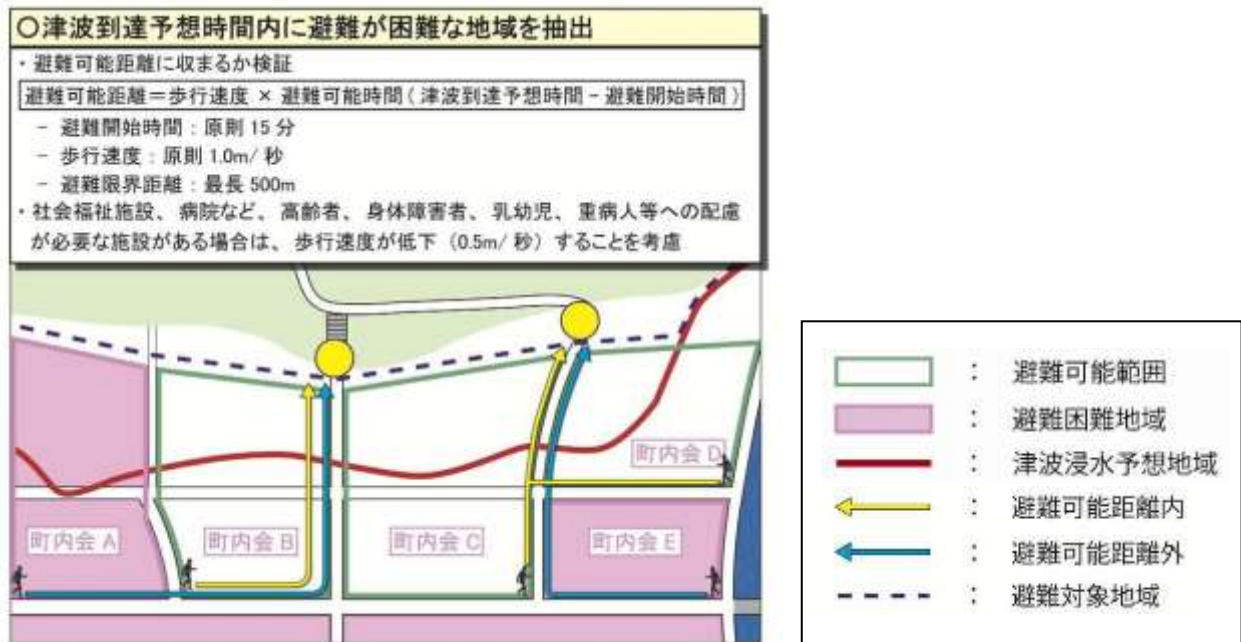 ○津波到達予想時間内に避難が困難な地域を抽出
・避難可能距離に収まるか検証
避難可能距離＝歩行速度 × 避難可能時間（津波到達予想時間－避難開始時間）
－ 避難開始時間：原則 15 分
－ 歩行速度：原則 1.0m/ 秒
－ 避難限界距離：最長 500m
・社会福祉施設、病院など、高齢者、身体障害者、乳幼児、重病人等への配慮
が必要な施設がある場合は、歩行速度が低下（0.5m/ 秒）することを考慮
町内会 D
町内会 A
町内会 B
町内会 C
町内会 E
： 避難可能範囲
： 避難困難地域
： 津波浸水予想地域
： 避難可能距離内
： 避難可能距離外
： 避難対象地域